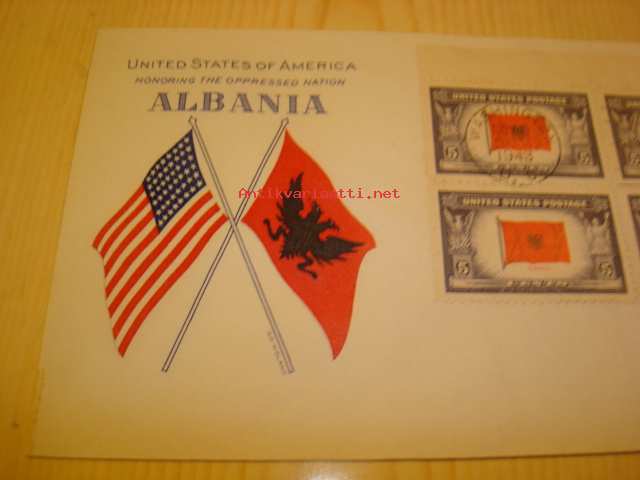 UNITED STATES OF AMERICA
HONORING THE OPPRESSED NATION
ALBANIA
Antikvariaatti.net
UNITED STATES POSTAGE
1943
UNITED STATES POSTAGE